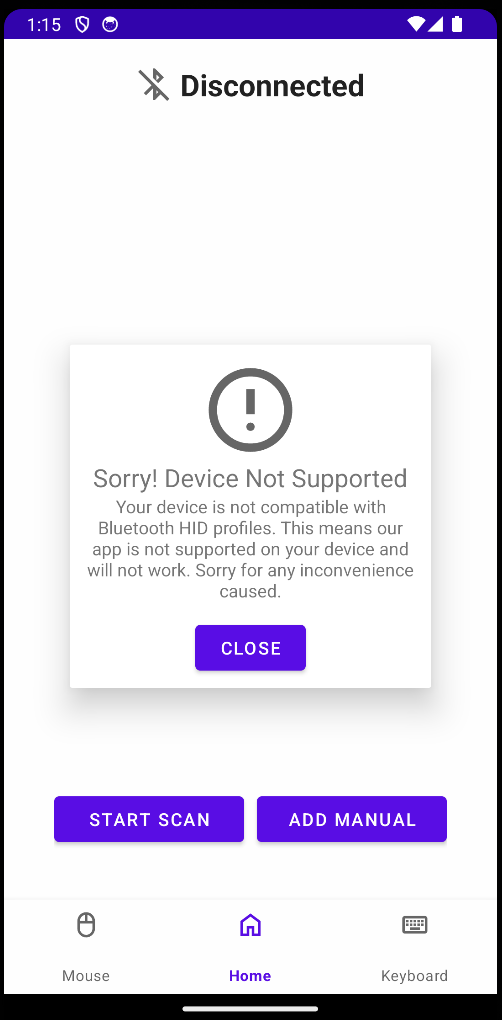 1:15
Disconnected
Sorry! Device Not Supported
Your device is not compatible with
Bluetooth HID profiles. This means our
app is not supported on your device and
will not work. Sorry for any inconvenience
caused.
CLOSE
START SCAN
ADD MANUAL
Mouse
Home
Keyboard